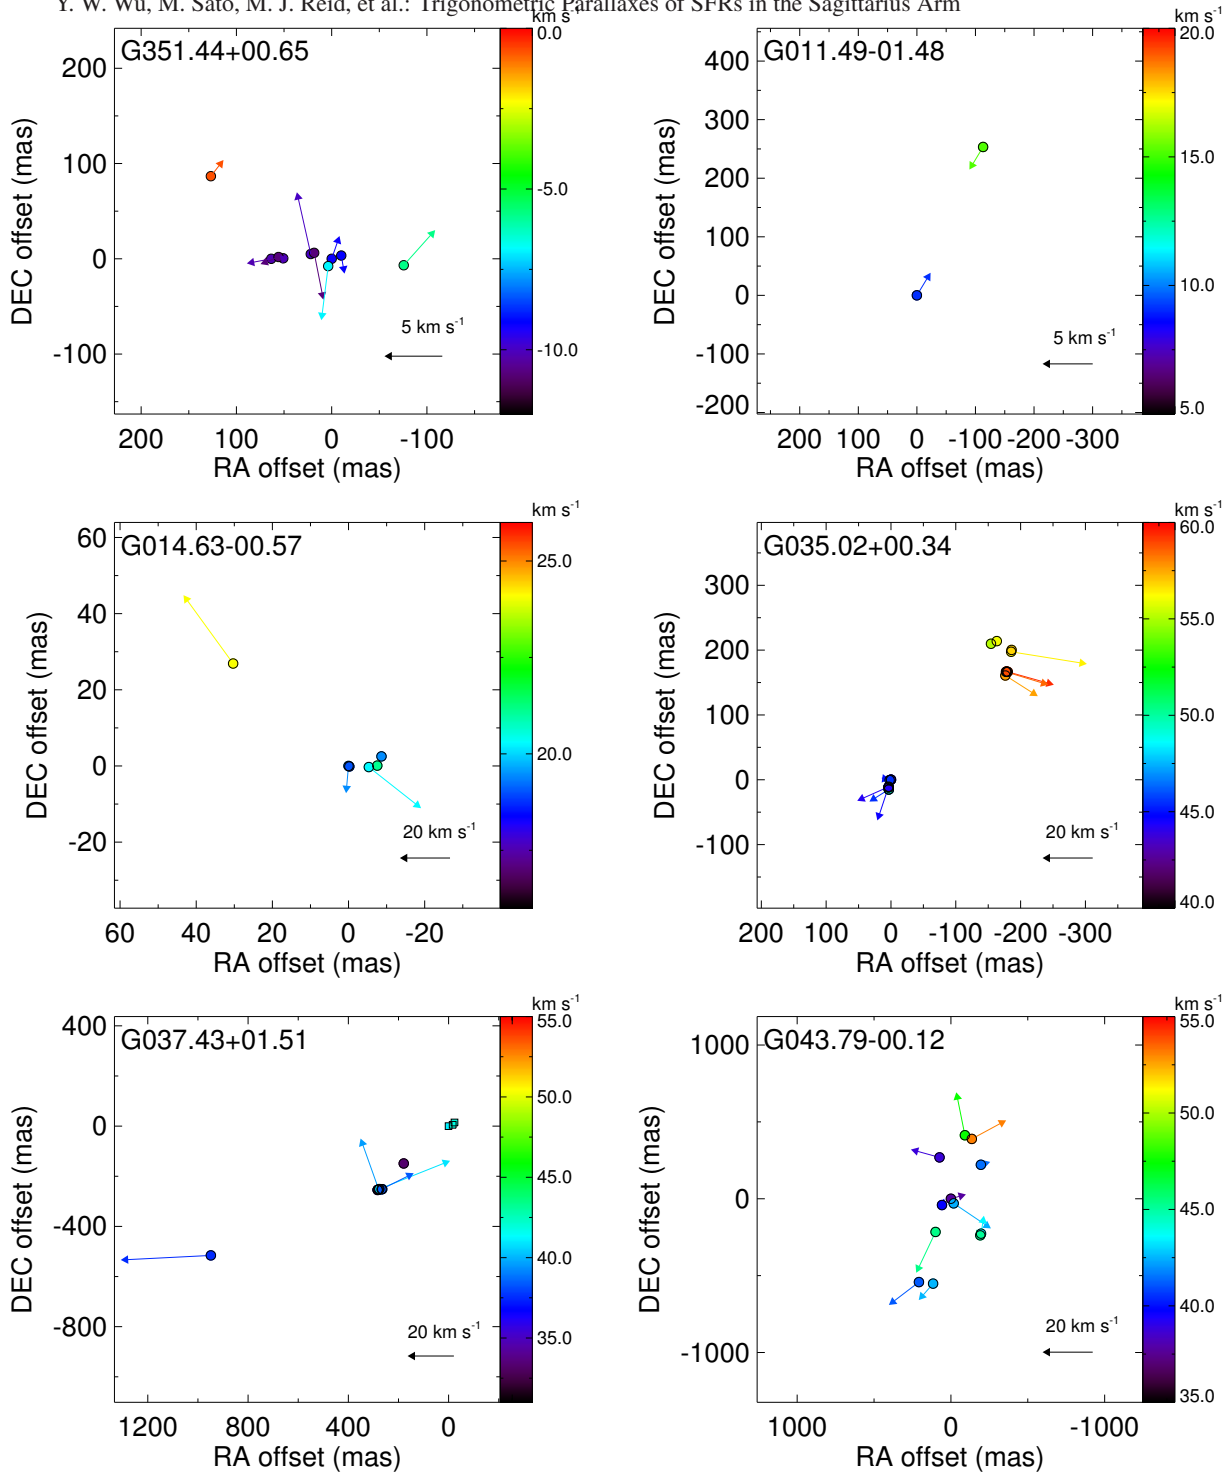 Y. W. Wu, M. Sato, M. J. Reid, et al.: Trigonometric Parallaxes of SFRs in the Sagittarius Arm
km s-1
G351.44+00.65
200
100
0
-100
DEC offset (mas)
200 100 0 -100
RA offset (mas)
5 km s-1
0.0
-5.0
-10.0
km s-1
G011.49-01.48
400
300
200
100
0
-100
-200
DEC offset (mas)
200 100 0 -100 -200 -300
RA offset (mas)
5 km s-1
20.0
15.0
10.0
5.0
km s-1
G014.63-00.57
60
40
20
0
-20
DEC offset (mas)
60 40 20 0 -20
RA offset (mas)
20 km s-1
25.0
20.0
km s-1
G035.02+00.34
300
200
100
0
-100
DEC offset (mas)
200 100 0 -100 -200 -300
RA offset (mas)
20 km s-1
60.0
55.0
50.0
45.0
40.0
km s-1
G037.43+01.51
400
0
-400
-800
DEC offset (mas)
1200 800 400 0
RA offset (mas)
20 km s-1
55.0
50.0
45.0
40.0
35.0
km s-1
G043.79-00.12
1000
0
-1000
DEC offset (mas)
1000 0 -1000
RA offset (mas)
20 km s-1
55.0
50.0
45.0
40.0
35.0